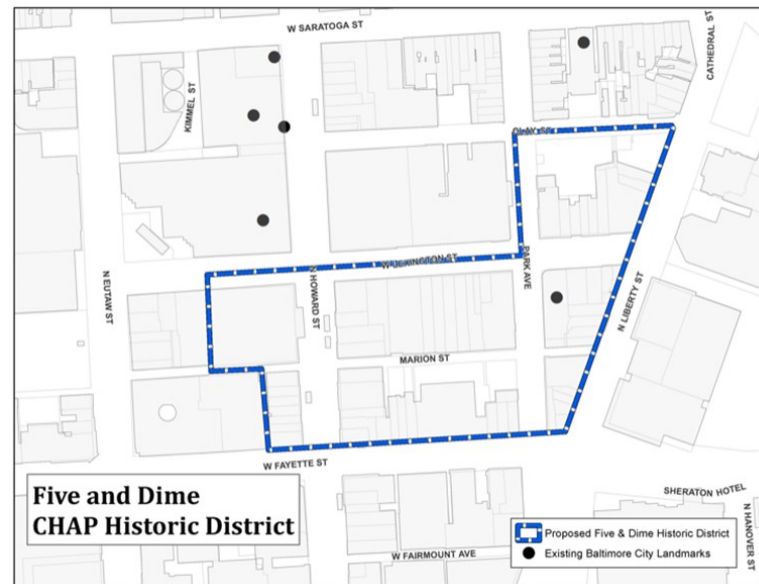 W SARATOGA ST
CATHEDRAL ST
KIMMEL ST
CLAY ST
W LEXINGTON ST
PARK AVE
N HOWARD ST
N EUTAW ST
N LIBERTY ST
MARION ST
W FAYETTE ST
SHERATON HOTEL
N HANOVER ST
W FAIRMOUNT AVE
Five and Dime
CHAP Historic District
Proposed Five & Dime Historic District
Existing Baltimore City Landmarks